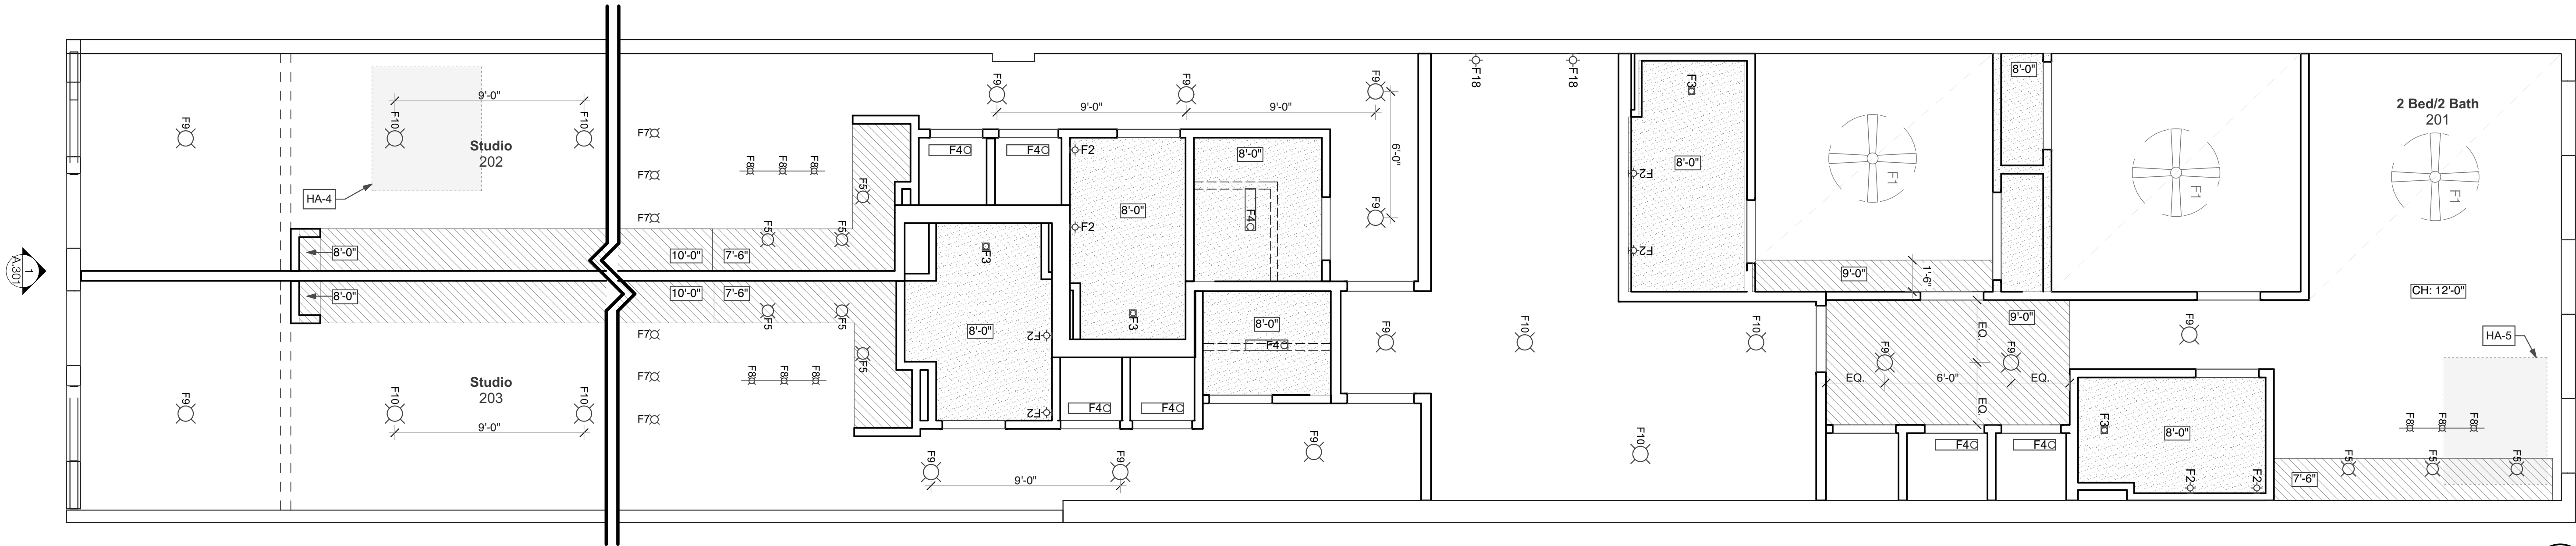 F9
F10
9'-0"
F10
Studio
202
HA-4
8'-0"
8'-0"
1
A.301
F9
F10
9'-0"
F10
Studio
203
F7
F7
F7
F8 F8 F8
F5
F5 F5
10'-0" 7'-6"
10'-0" 7'-6"
F5 F5
F5
F7
F7
F7
F8 F8 F8
F9
F9
F9
9'-0"
9'-0"
6'-0"
F9
F4
F4
F2
8'-0"
8'-0"
F4
F2
F3
8'-0"
F2
F2
F3
8'-0"
F4
F4
F4
F9
F9
9'-0"
F9
F9
F18
F18
F10
F10
F10
F3
8'-0"
F2
F2
F1
9'-0"
1'-6"
8'-0"
F1
9'-0"
EQ.
F9
F9
EQ.
6'-0"
EQ.
EQ.
F4
F4
F9
F3
8'-0"
F2
F2
2 Bed/2 Bath
201
F1
CH: 12'-0"
HA-5
F8 F8 F8
F5 F5 F5
7'-6"